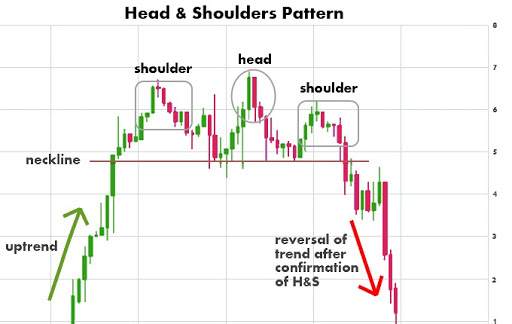 Head & Shoulders Pattern
8
head
shoulder
shoulder
7
6
5
neckline
4
3
uptrend
reversal of
trend after
confirmation
of H&S
2
1